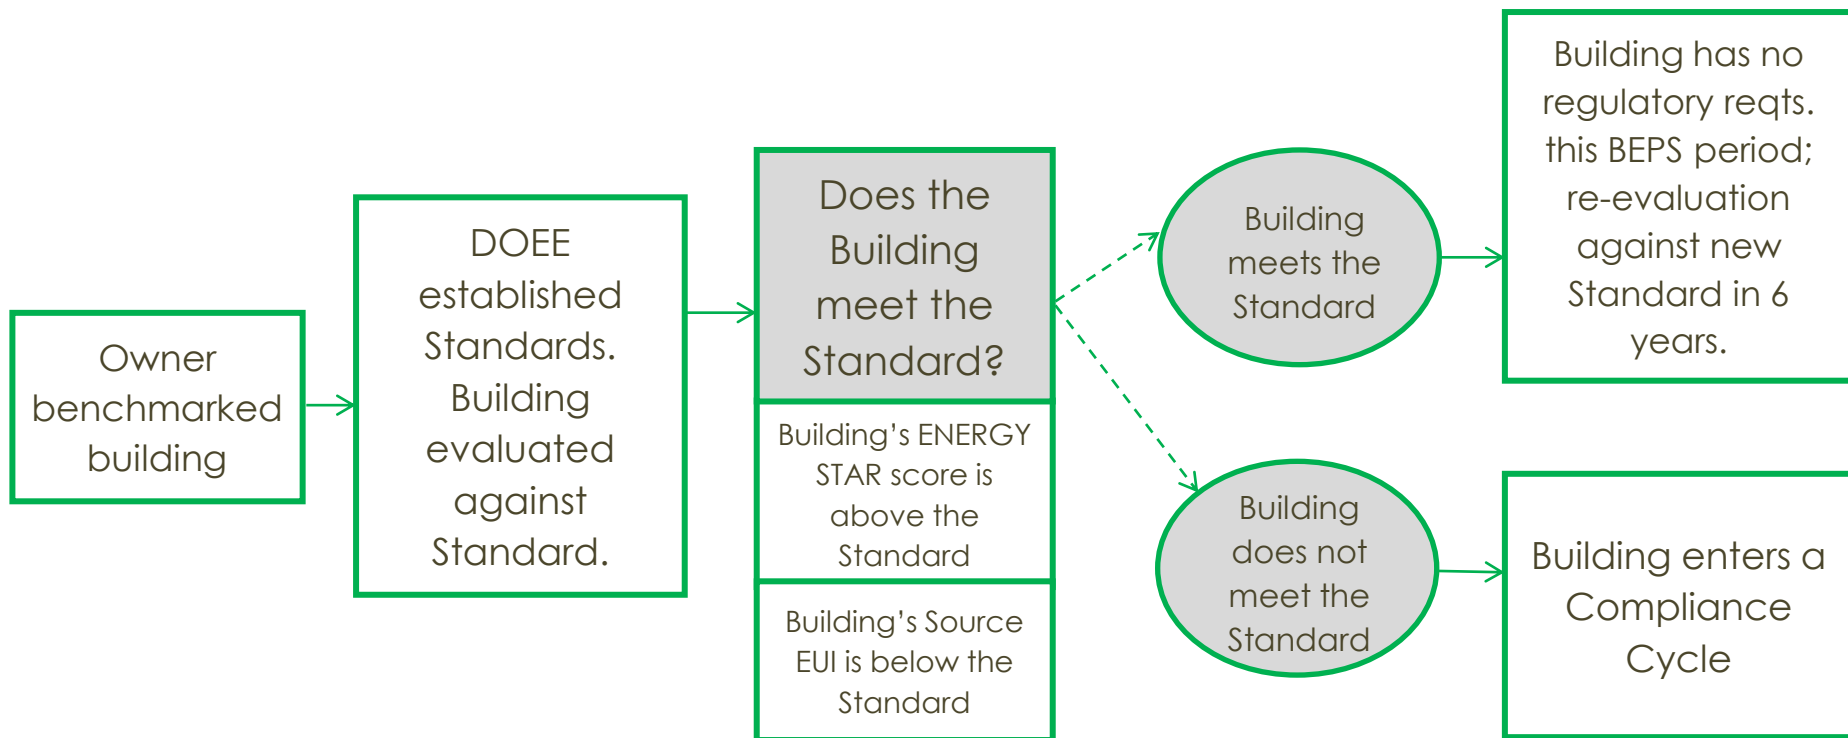 Owner
benchmarked
building
DOEE
established
Standards.
Building
evaluated
against
Standard.
Does the
Building
meet the
Standard?
Building’s ENERGY
STAR score is
above the
Standard
Building’s Source
EUI is below the
Standard
Building
meets the
Standard
Building has no
regulatory reqts.
this BEPS period;
re-evaluation
against new
Standard in 6
years.
Building
does not
meet the
Standard
Building enters a
Compliance
Cycle